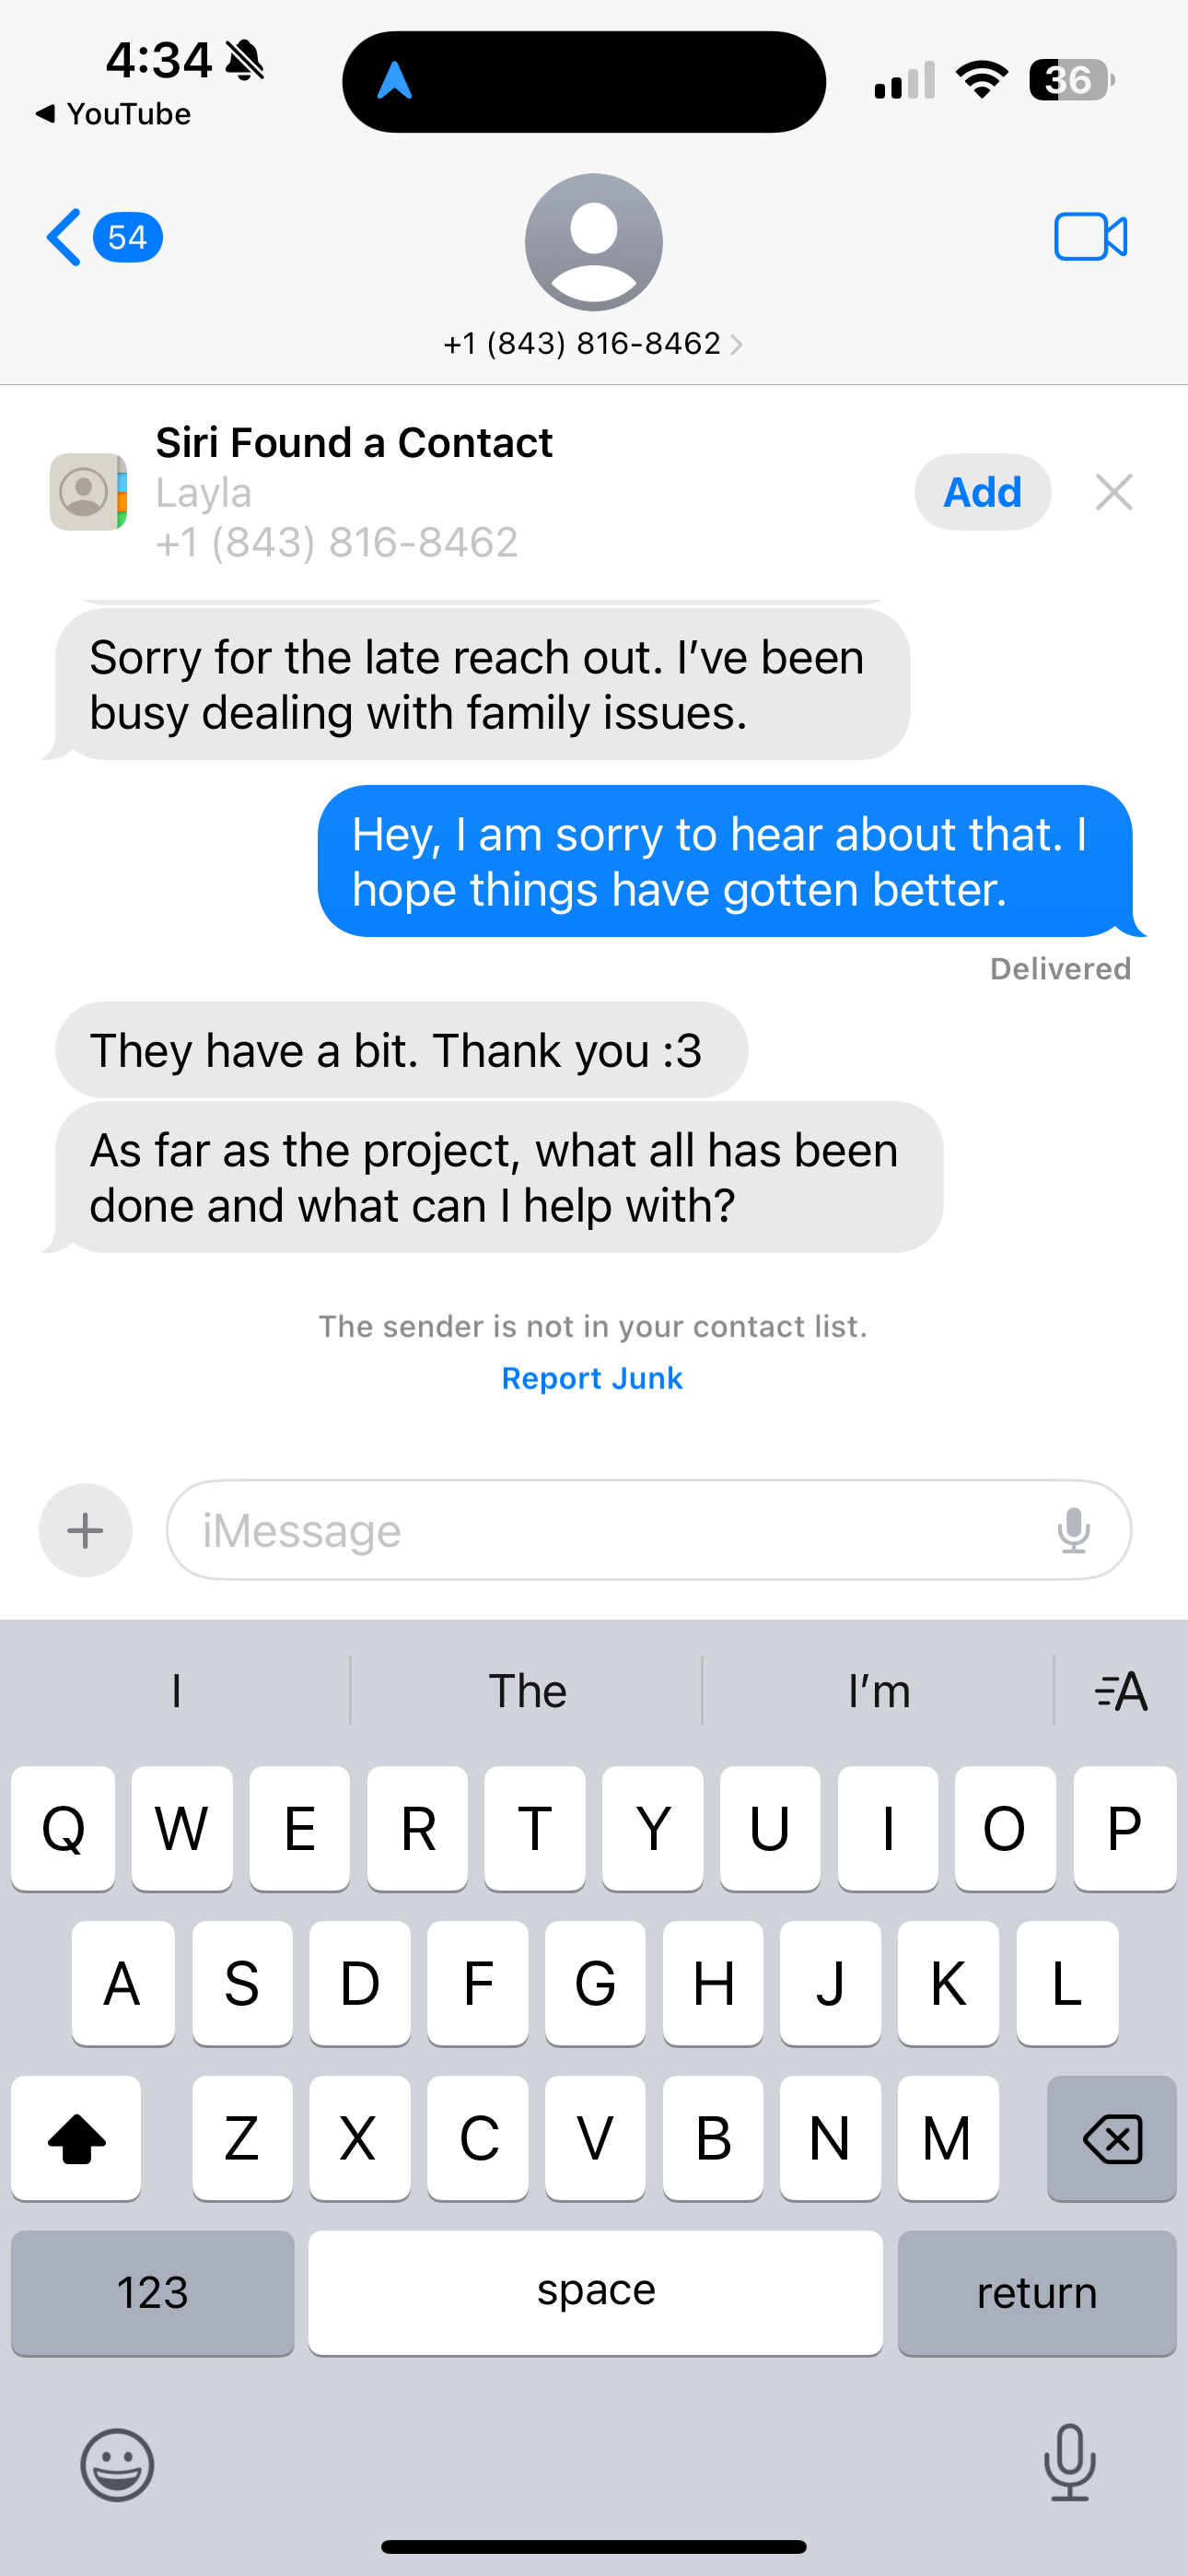 4:34
36
◀ YouTube
54
+1 (843) 816-8462
Siri Found a Contact
Layla
+1 (843) 816-8462
Add
Sorry for the late reach out. I’ve been
busy dealing with family issues.
Hey, I am sorry to hear about that. I
hope things have gotten better.
Delivered
They have a bit. Thank you :3
As far as the project, what all has been
done and what can I help with?
The sender is not in your contact list.
Report Junk
iMessage
I The I’m A
Q W E R T Y U I O P
A S D F G H J K L
Z X C V B N M
123 space return